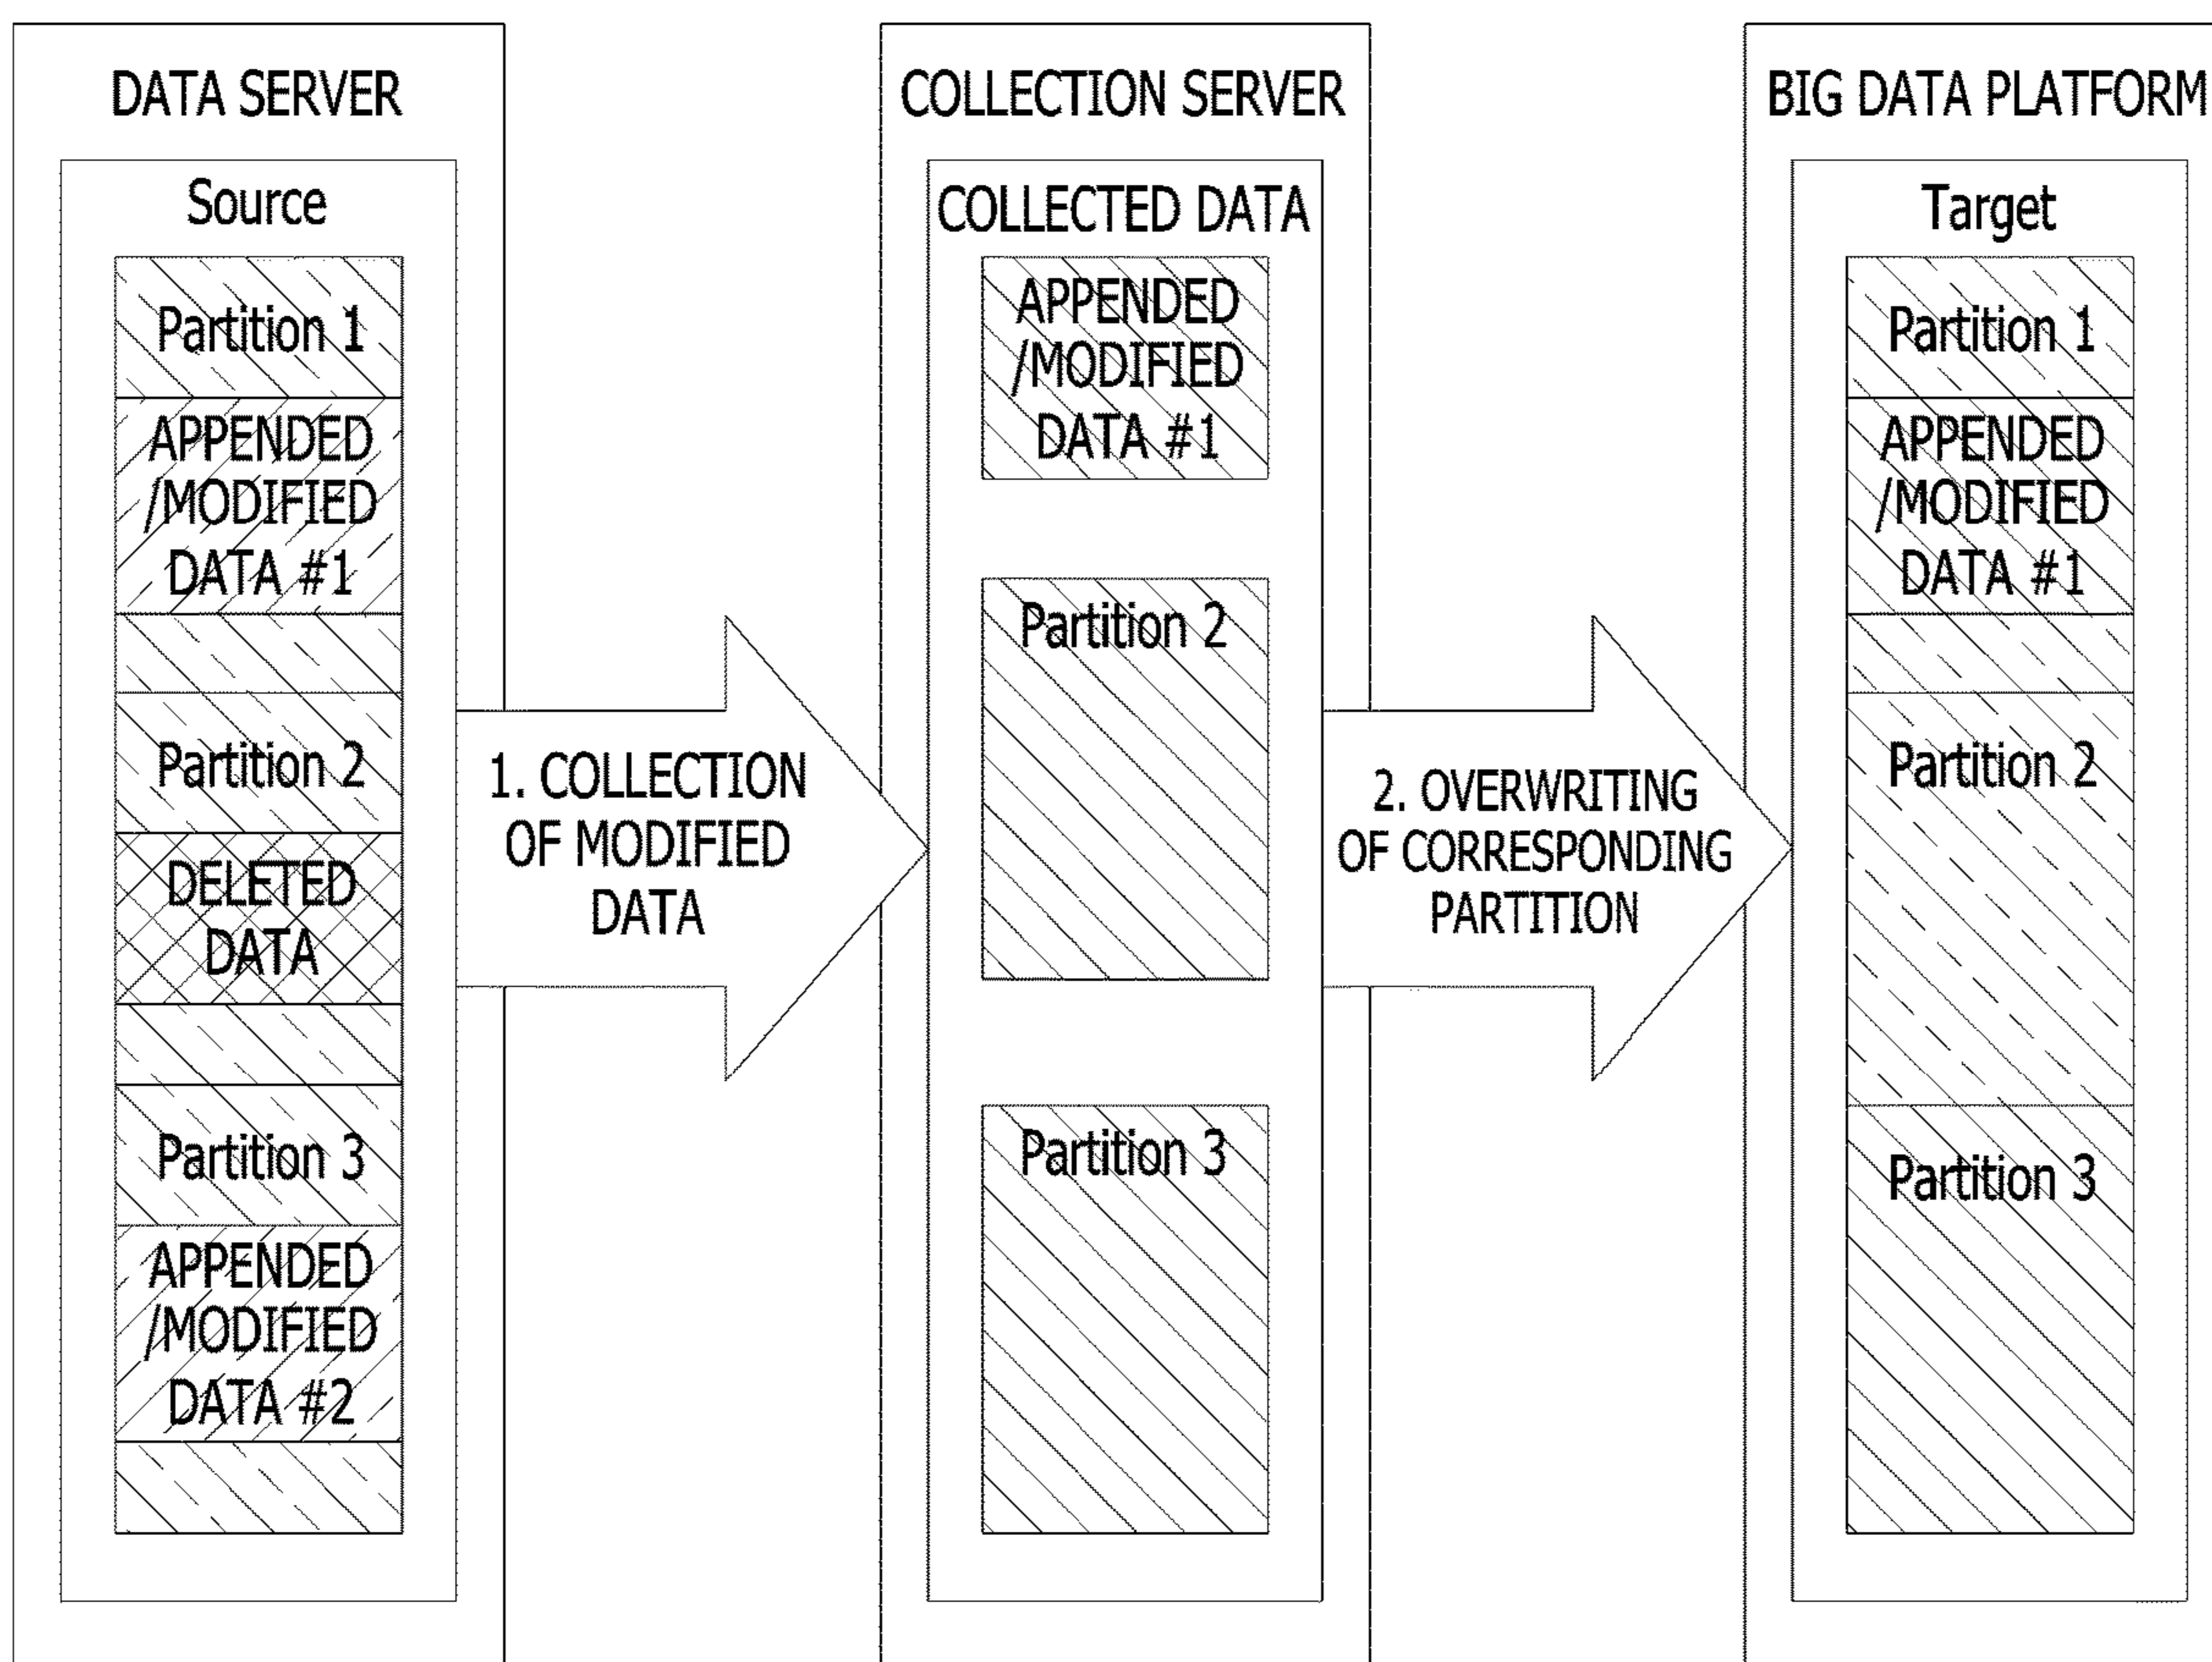 DATA SERVER
Source
Partition 1
APPENDED
/MODIFIED
DATA #1
Partition 2
DELETED
DATA
Partition 3
APPENDED
/MODIFIED
DATA #2
1. COLLECTION
OF MODIFIED
DATA
COLLECTION SERVER
COLLECTED DATA
APPENDED
/MODIFIED
DATA #1
Partition 2
Partition 3
2. OVERWRITING
OF CORRESPONDING
PARTITION
BIG DATA PLATFORM
Target
Partition 1
APPENDED
/MODIFIED
DATA #1
Partition 2
Partition 3